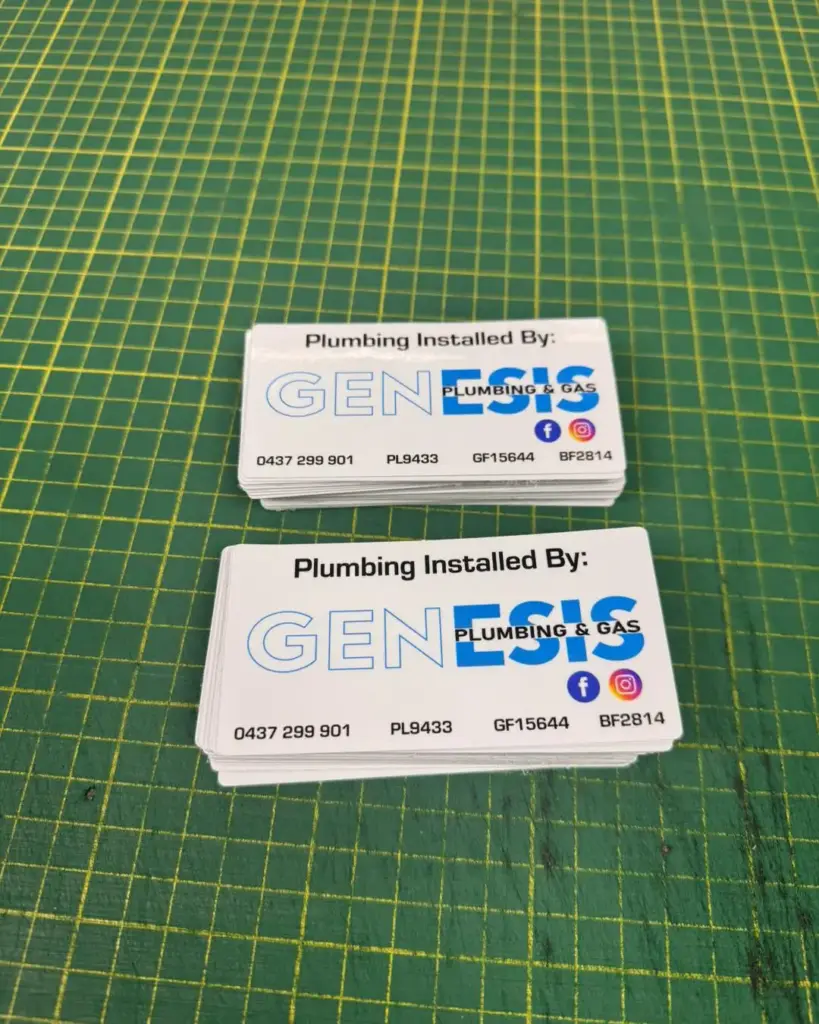 Plumbing Installed By:
GENESIS
PLUMBING & GAS
0437 299 901 PL9433 GF15644 BF2814
Plumbing Installed By:
GENESIS
PLUMBING & GAS
0437 299 901 PL9433 GF15644 BF2814